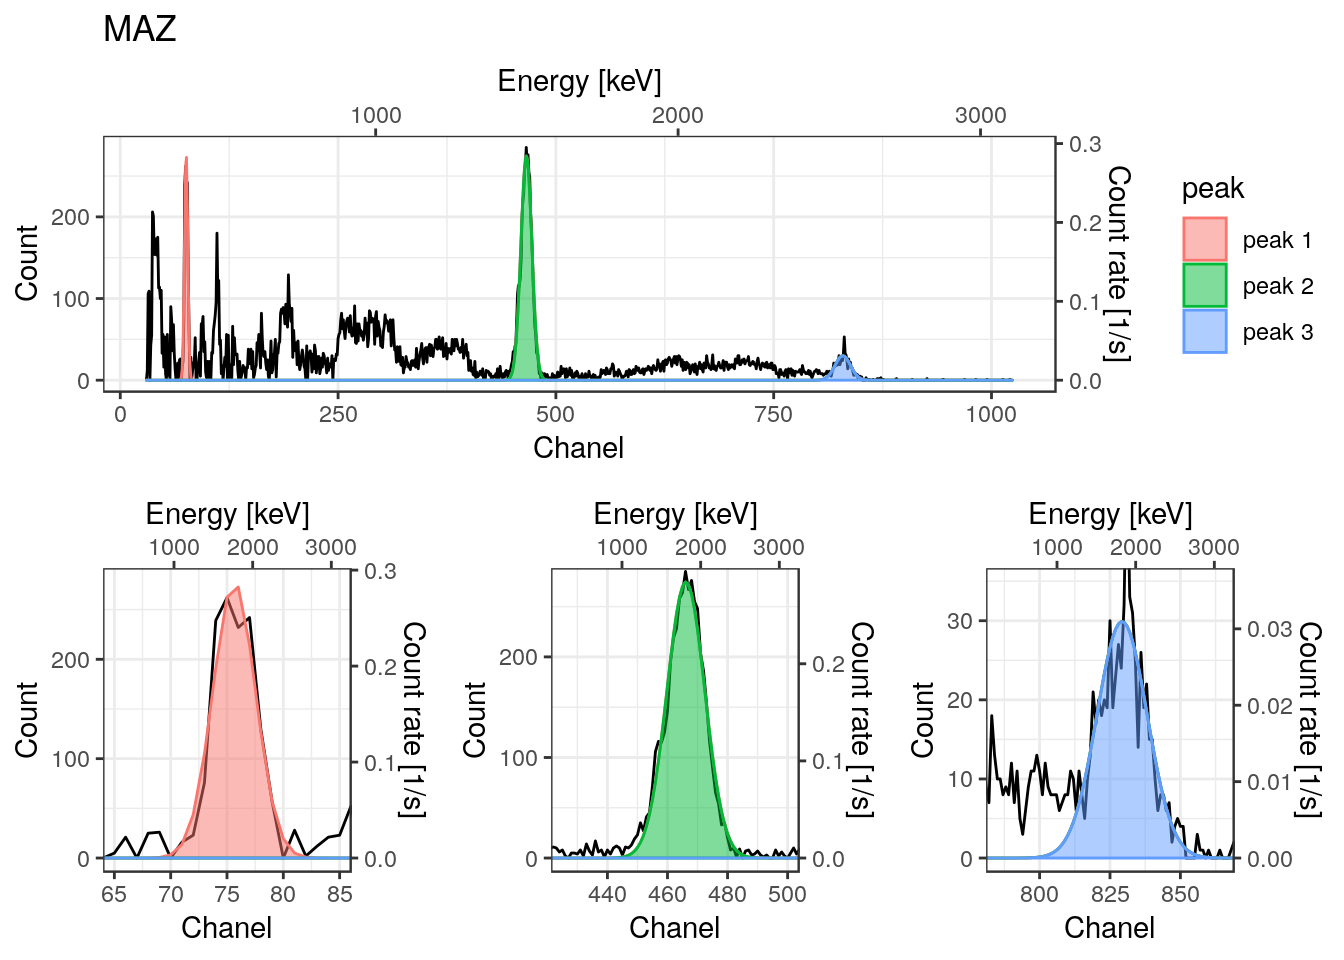 MAZ
Energy [keV]
1000 2000 3000
Count
200
100
0
0.3
0.2
0.1
0.0
Count rate [1/s]
0 250 500 750 1000
Chanel
peak
peak 1
peak 2
peak 3
Energy [keV]
1000 2000 3000
Count
200
100
0
0.3
0.2
0.1
0.0
Count rate [1/s]
65 70 75 80 85
Chanel
Energy [keV]
1000 2000 3000
Count
200
100
0
0.2
0.1
0.0
Count rate [1/s]
440 460 480 500
Chanel
Energy [keV]
1000 2000 3000
Count
30
20
10
0
0.03
0.02
0.01
0.00
Count rate [1/s]
800 825 850
Chanel